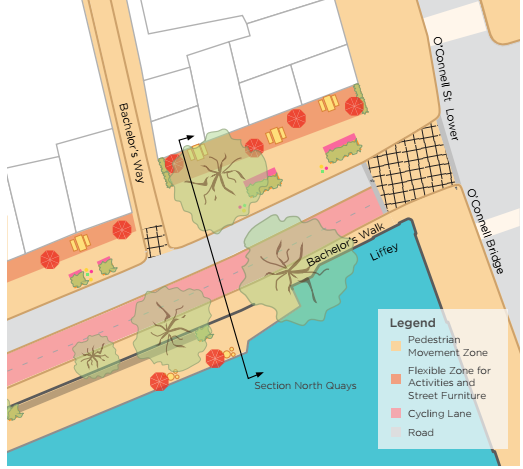 O'Connell St Lower
Bachelor's Way
O'Connell Bridge
Bachelor's Walk
Liffey
Section North Quays
Legend
Pedestrian
Movement Zone
Flexible Zone for
Activities and
Street Furniture
Cycling Lane
Road